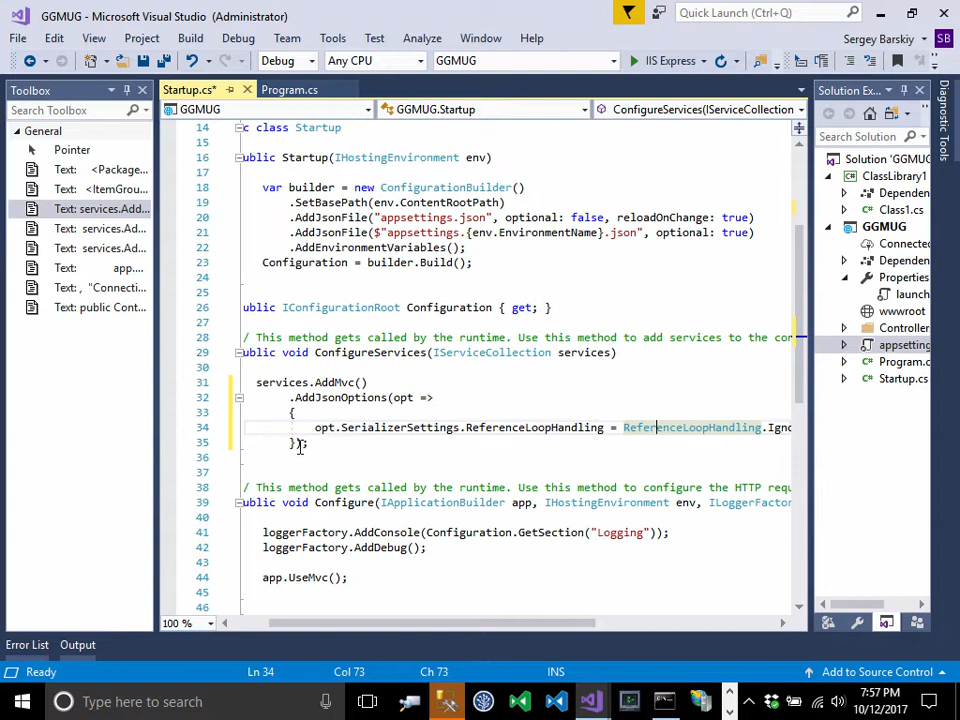 GGMUG - Microsoft Visual Studio (Administrator)
Quick Launch (Ctrl+Q)
File Edit View Project Build Debug Team Tools Test Analyze Window Help
Sergey Barskiy SB
Debug Any CPU GGMUG IIS Express
Toolbox
Search Toolbox
General
Pointer
Text: <Package...
Text: <ItemGrou...
Text: services.Add...
Text: services.Ad...
Text: services.Ad...
Text: app....
Text: , "Connecti...
Text: public Cont...
Startup.cs* Program.cs
GGMUG GGMUG.Startup ConfigureServices(IServiceCollection
14 c class Startup
15
16 ublic Startup(IHostingEnvironment env)
17
18 var builder = new ConfigurationBuilder()
19 .SetBasePath(env.ContentRootPath)
20 .AddJsonFile("appsettings.json", optional: false, reloadOnChange: true)
21 .AddJsonFile($"appsettings.{env.EnvironmentName}.json", optional: true)
22 .AddEnvironmentVariables();
23 Configuration = builder.Build();
24
25
26 ublic IConfigurationRoot Configuration { get; }
27
28 / This method gets called by the runtime. Use this method to add services to the con
29 ublic void ConfigureServices(IServiceCollection services)
30
31 services.AddMvc()
32 .AddJsonOptions(opt =>
33 {
34 opt.SerializerSettings.ReferenceLoopHandling = ReferenceLoopHandling.Igno
35 });
36
37
38 / This method gets called by the runtime. Use this method to configure the HTTP requ
39 ublic void Configure(IApplicationBuilder app, IHostingEnvironment env, ILoggerFactor
40
41 loggerFactory.AddConsole(Configuration.GetSection("Logging"));
42 loggerFactory.AddDebug();
43
44 app.UseMvc();
45
46
100 %
Solution Ex...
Search Solution
Solution 'GG
ClassLibrary1
Dependen
Class1.cs
GGMUG
Connected
Dependen
Properties
launch
wwwroot
Controller
appsetting
Program.c
Startup.cs
Diagnostic Tools
Error List Output
Ready Ln 34 Col 73 Ch 73 INS Add to Source Control
Type here to search
7:57 PM
10/12/2017